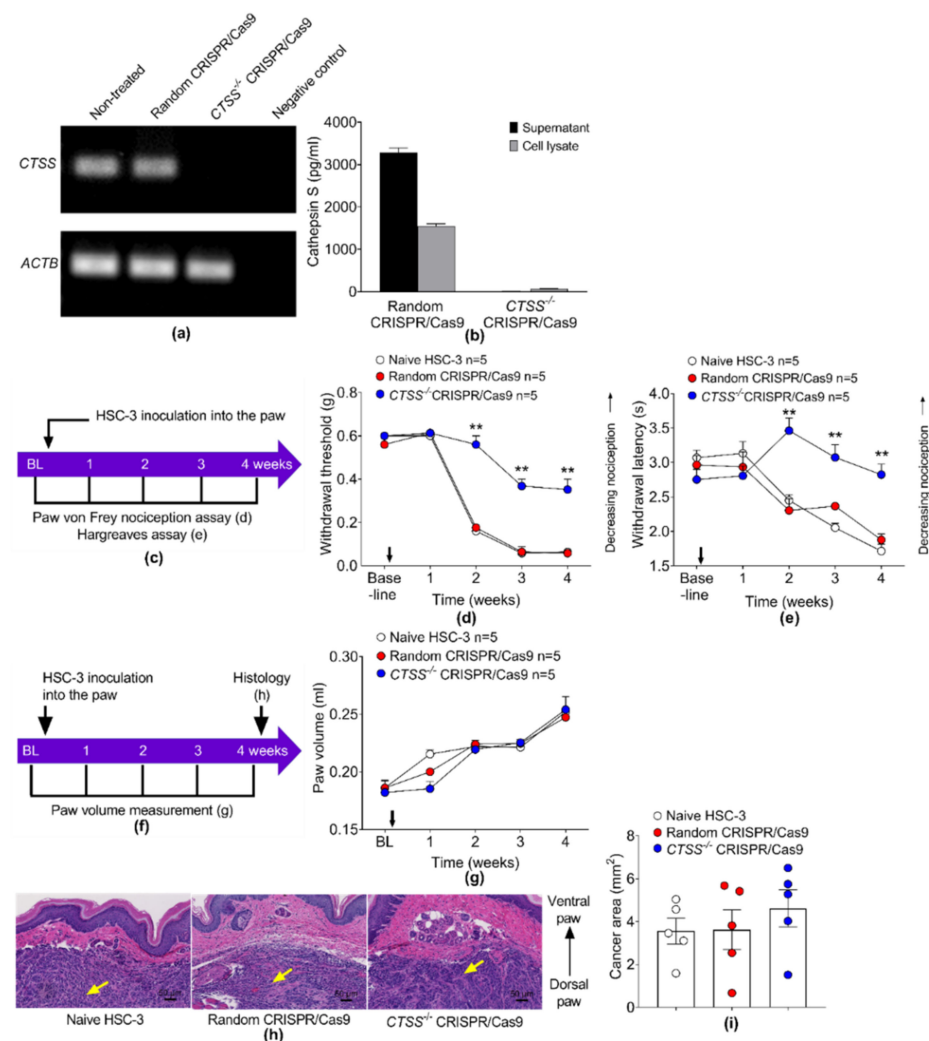 Non-treated
Random CRISPR/Cas9
CTSS-/- CRISPR/Cas9
Negative control
CTSS
ACTB
(a)
Cathepsin S (pg/ml)
4000
3000
2000
1000
0
Supernatant
Cell lysate
Random
CRISPR/Cas9
CTSS-/-
CRISPR/Cas9
(b)
HSC-3 inoculation into the paw
BL 1 2 3 4 weeks
Paw von Frey nociception assay (d)
Hargreaves assay (e)
(c)
Naive HSC-3 n=5
Random CRISPR/Cas9 n=5
CTSS-/-CRISPR/Cas9 n=5
Withdrawal threshold (g)
0.8
0.6
0.4
0.2
0.0
** ** **
Decreasing nociception
Base
-line
1 2 3 4
Time (weeks)
(d)
Naive HSC-3 n=5
Random CRISPR/Cas9 n=5
CTSS-/-CRISPR/Cas9 n=5
Withdrawal latency (s)
4.0
3.5
3.0
2.5
2.0
1.5
** ** **
Decreasing nociception
Base
-line
1 2 3 4
Time (weeks)
(e)
HSC-3 inoculation
into the paw
Histology
(h)
BL 1 2 3 4 weeks
Paw volume measurement (g)
(f)
Naive HSC-3 n=5
Random CRISPR/Cas9 n=5
CTSS-/- CRISPR/Cas9 n=5
Paw volume (ml)
0.30
0.25
0.20
0.15
BL 1 2 3 4
Time (weeks)
(g)
50 μm
50 μm
50 μm
Naive HSC-3
Random CRISPR/Cas9
CTSS-/- CRISPR/Cas9
Ventral
paw
Dorsal
paw
(h)
Naive HSC-3
Random CRISPR/Cas9
CTSS-/- CRISPR/Cas9
Cancer area (mm2)
8
6
4
2
0
(i)